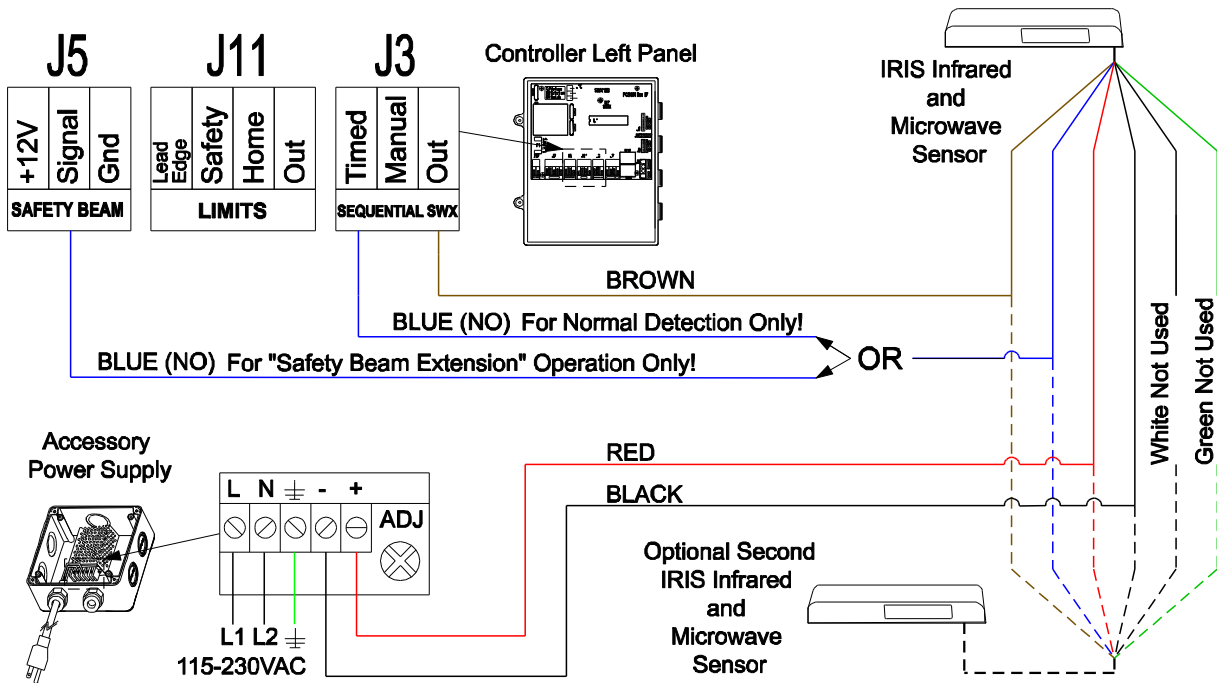 J5
+12V
Signal
Gnd
SAFETY BEAM
J11
Lead
Edge
Safety
Home
Out
LIMITS
J3
Timed
Manual
Out
SEQUENTIAL SWX
Controller Left Panel
IRIS Infrared
and
Microwave
Sensor
BROWN
BLUE (NO) For Normal Detection Only!
BLUE (NO) For "Safety Beam Extension" Operation Only!
OR
White Not Used
Green Not Used
RED
BLACK
Accessory
Power Supply
L N - +
ADJ
L1 L2
115-230VAC
Optional Second
IRIS Infrared
and
Microwave
Sensor